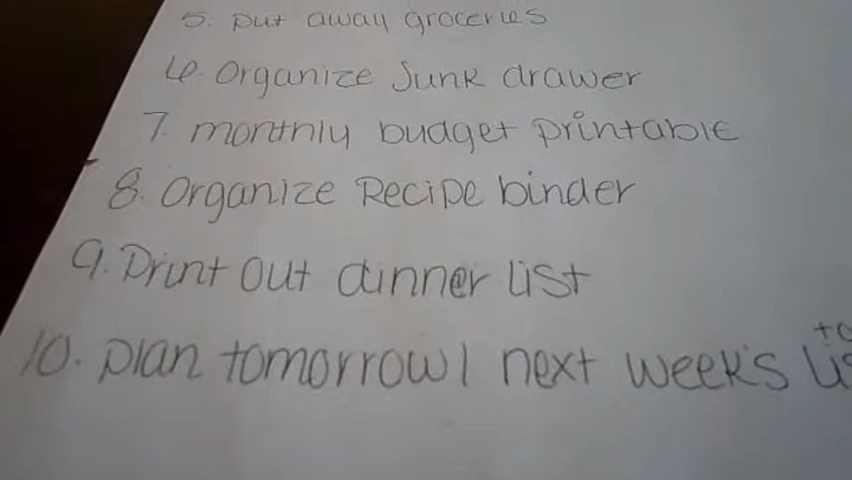 5. put away groceries
6. Organize Junk drawer
7. monthly budget printable
8. Organize Recipe binder
9. Print out dinner list
10. plan tomorrow/ next week's